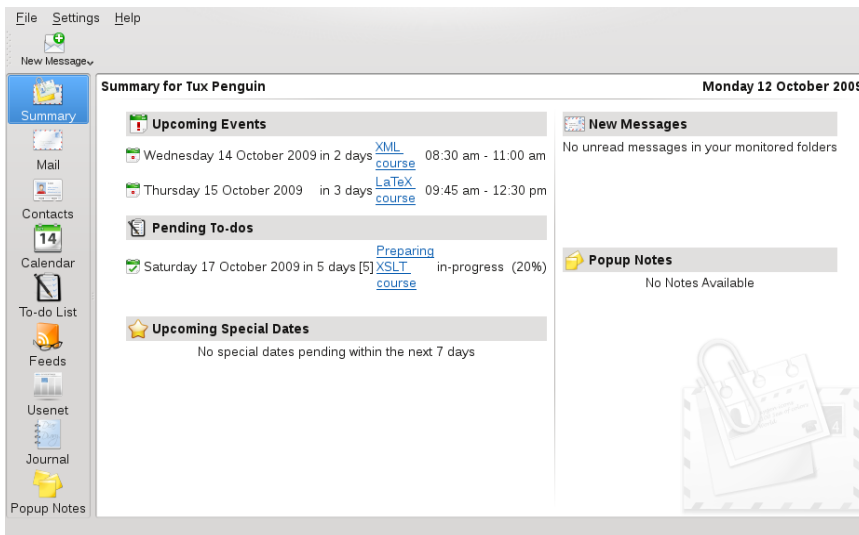 File Settings Help
New Message
Summary
Mail
Contacts
14
Calendar
To-do List
Feeds
Usenet
Journal
Popup Notes
Summary for Tux Penguin Monday 12 October 2009
Upcoming Events
Wednesday 14 October 2009 in 2 days XML course 08:30 am - 11:00 am
Thursday 15 October 2009 in 3 days LaTeX course 09:45 am - 12:30 pm
Pending To-dos
Saturday 17 October 2009 in 5 days [5] Preparing XSLT course in-progress (20%)
Upcoming Special Dates
No special dates pending within the next 7 days
New Messages
No unread messages in your monitored folders
Popup Notes
No Notes Available